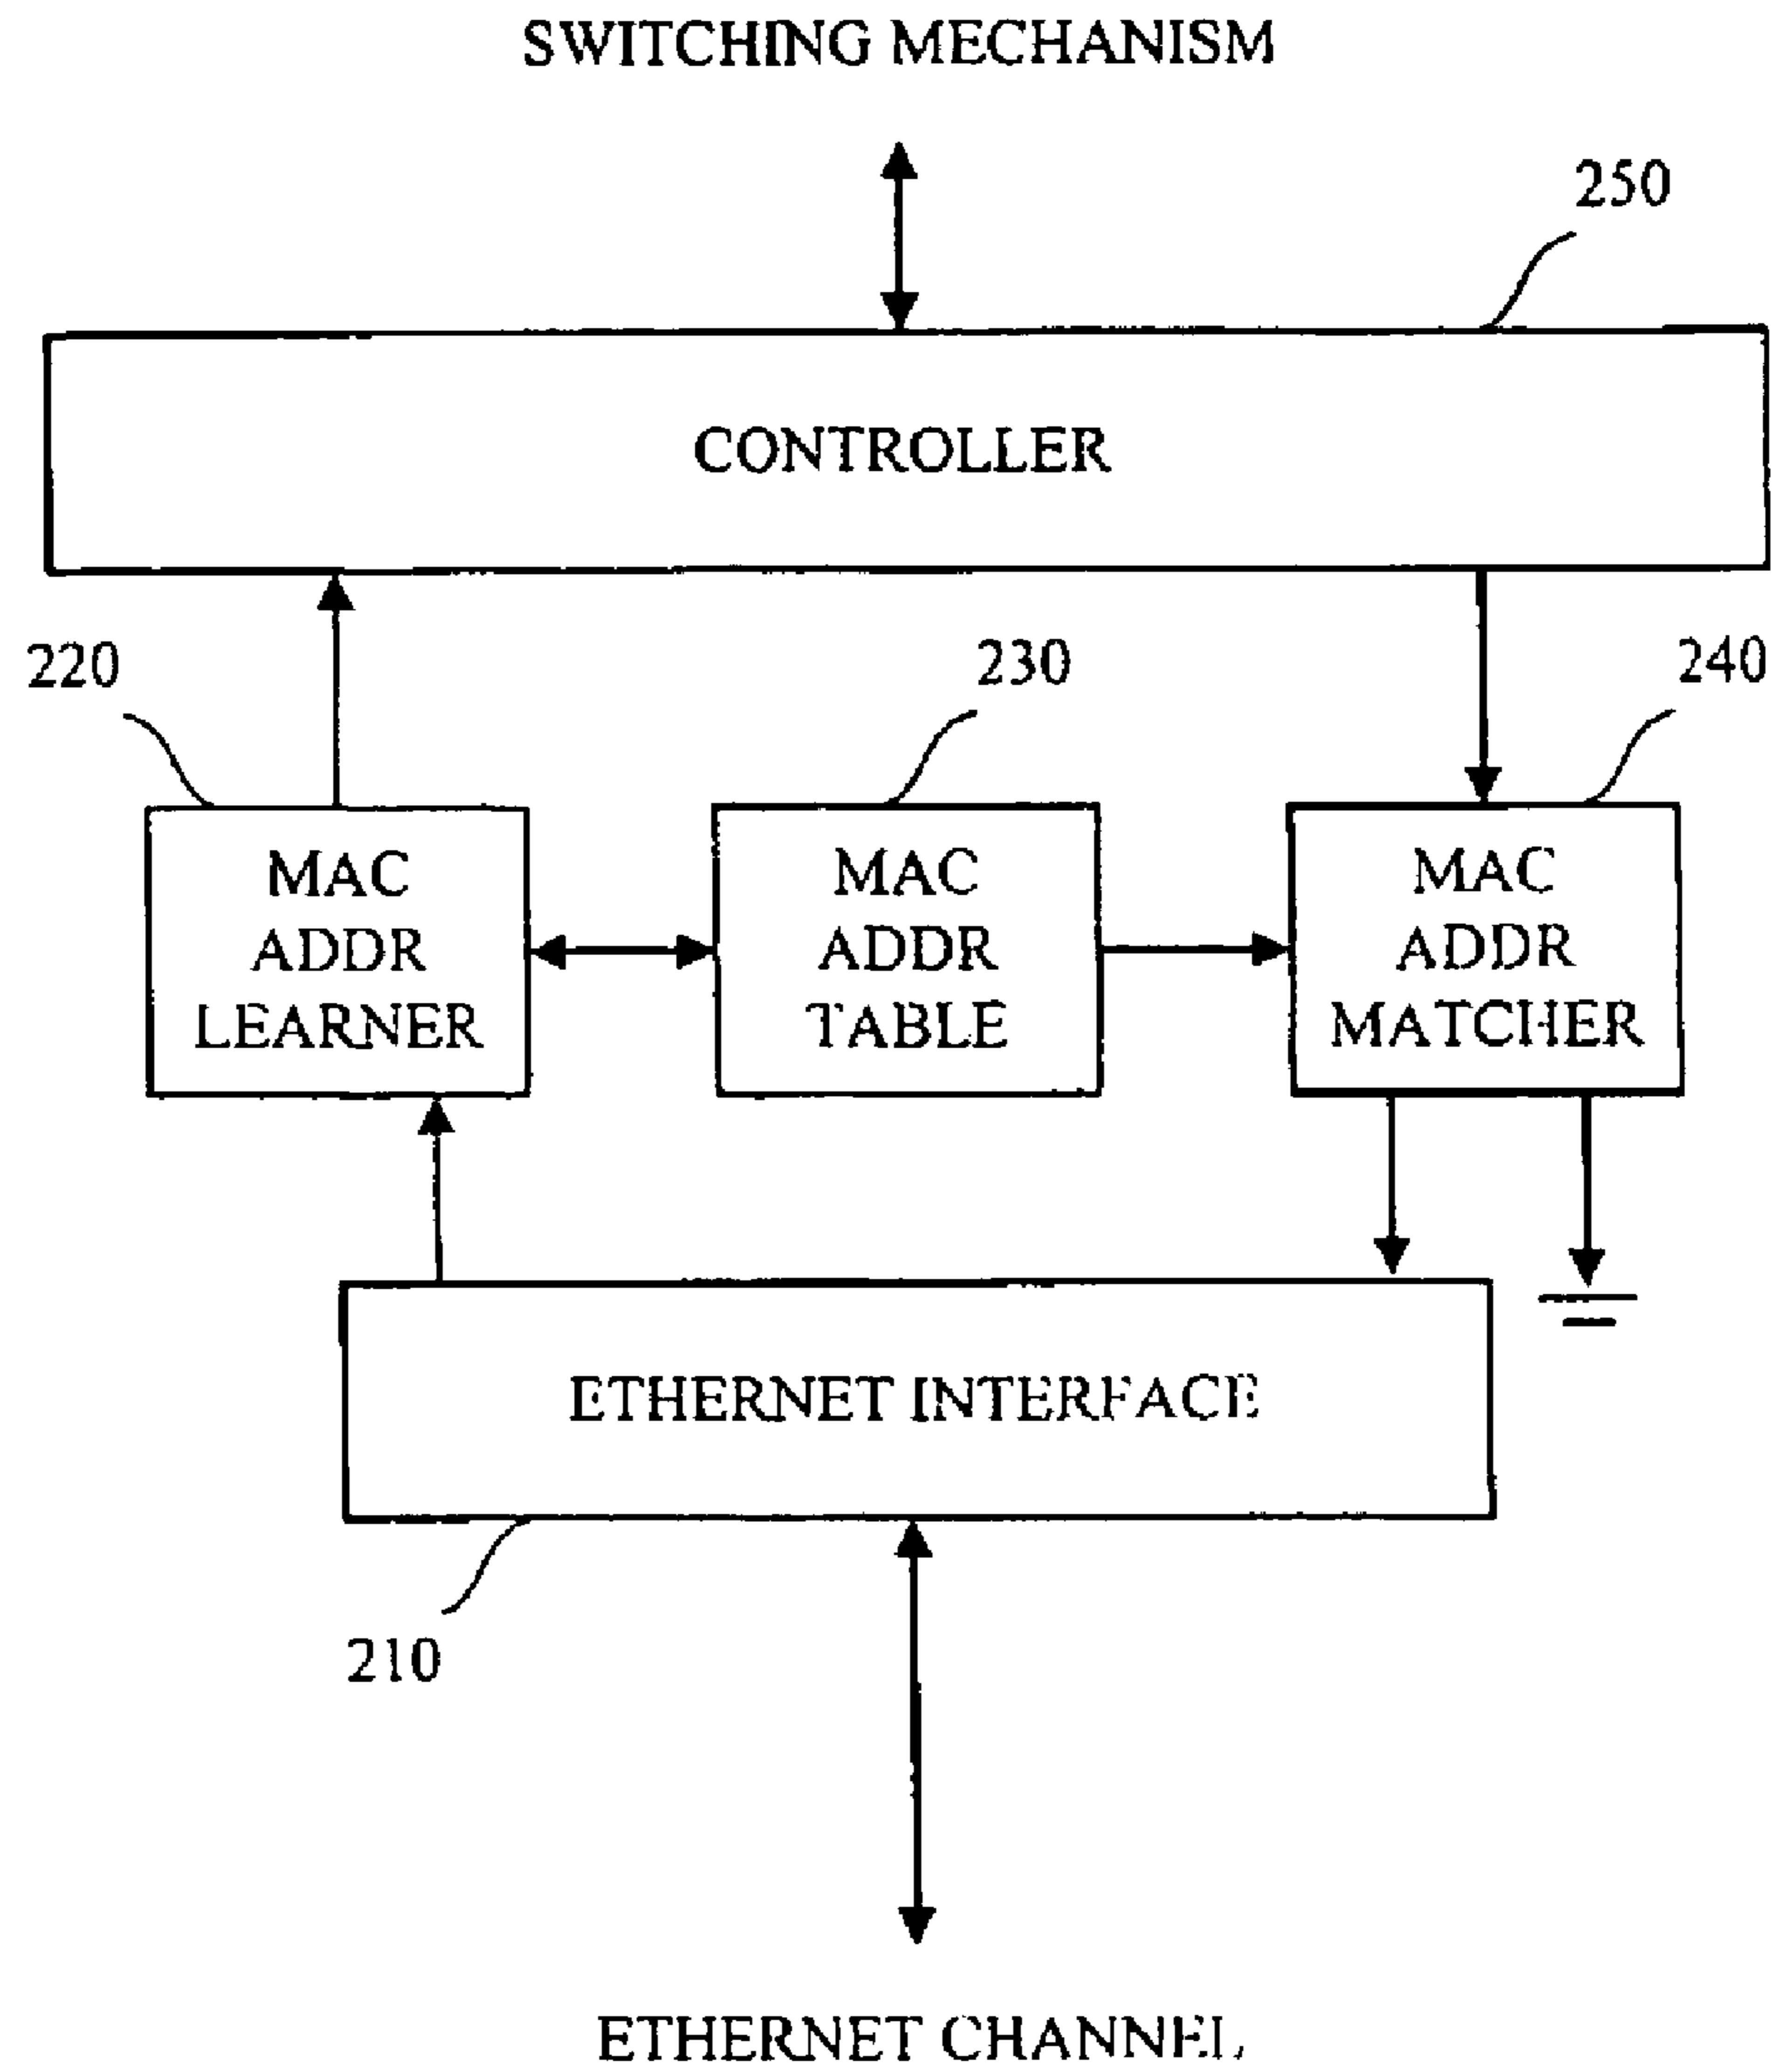 SWITCHING MECHANISM
250
CONTROLLER
220
230
240
MAC
ADDR
LEARNER
MAC
ADDR
TABLE
MAC
ADDR
MATCHER
ETHERNET INTERFACE
210
ETHERNET CHANNEL